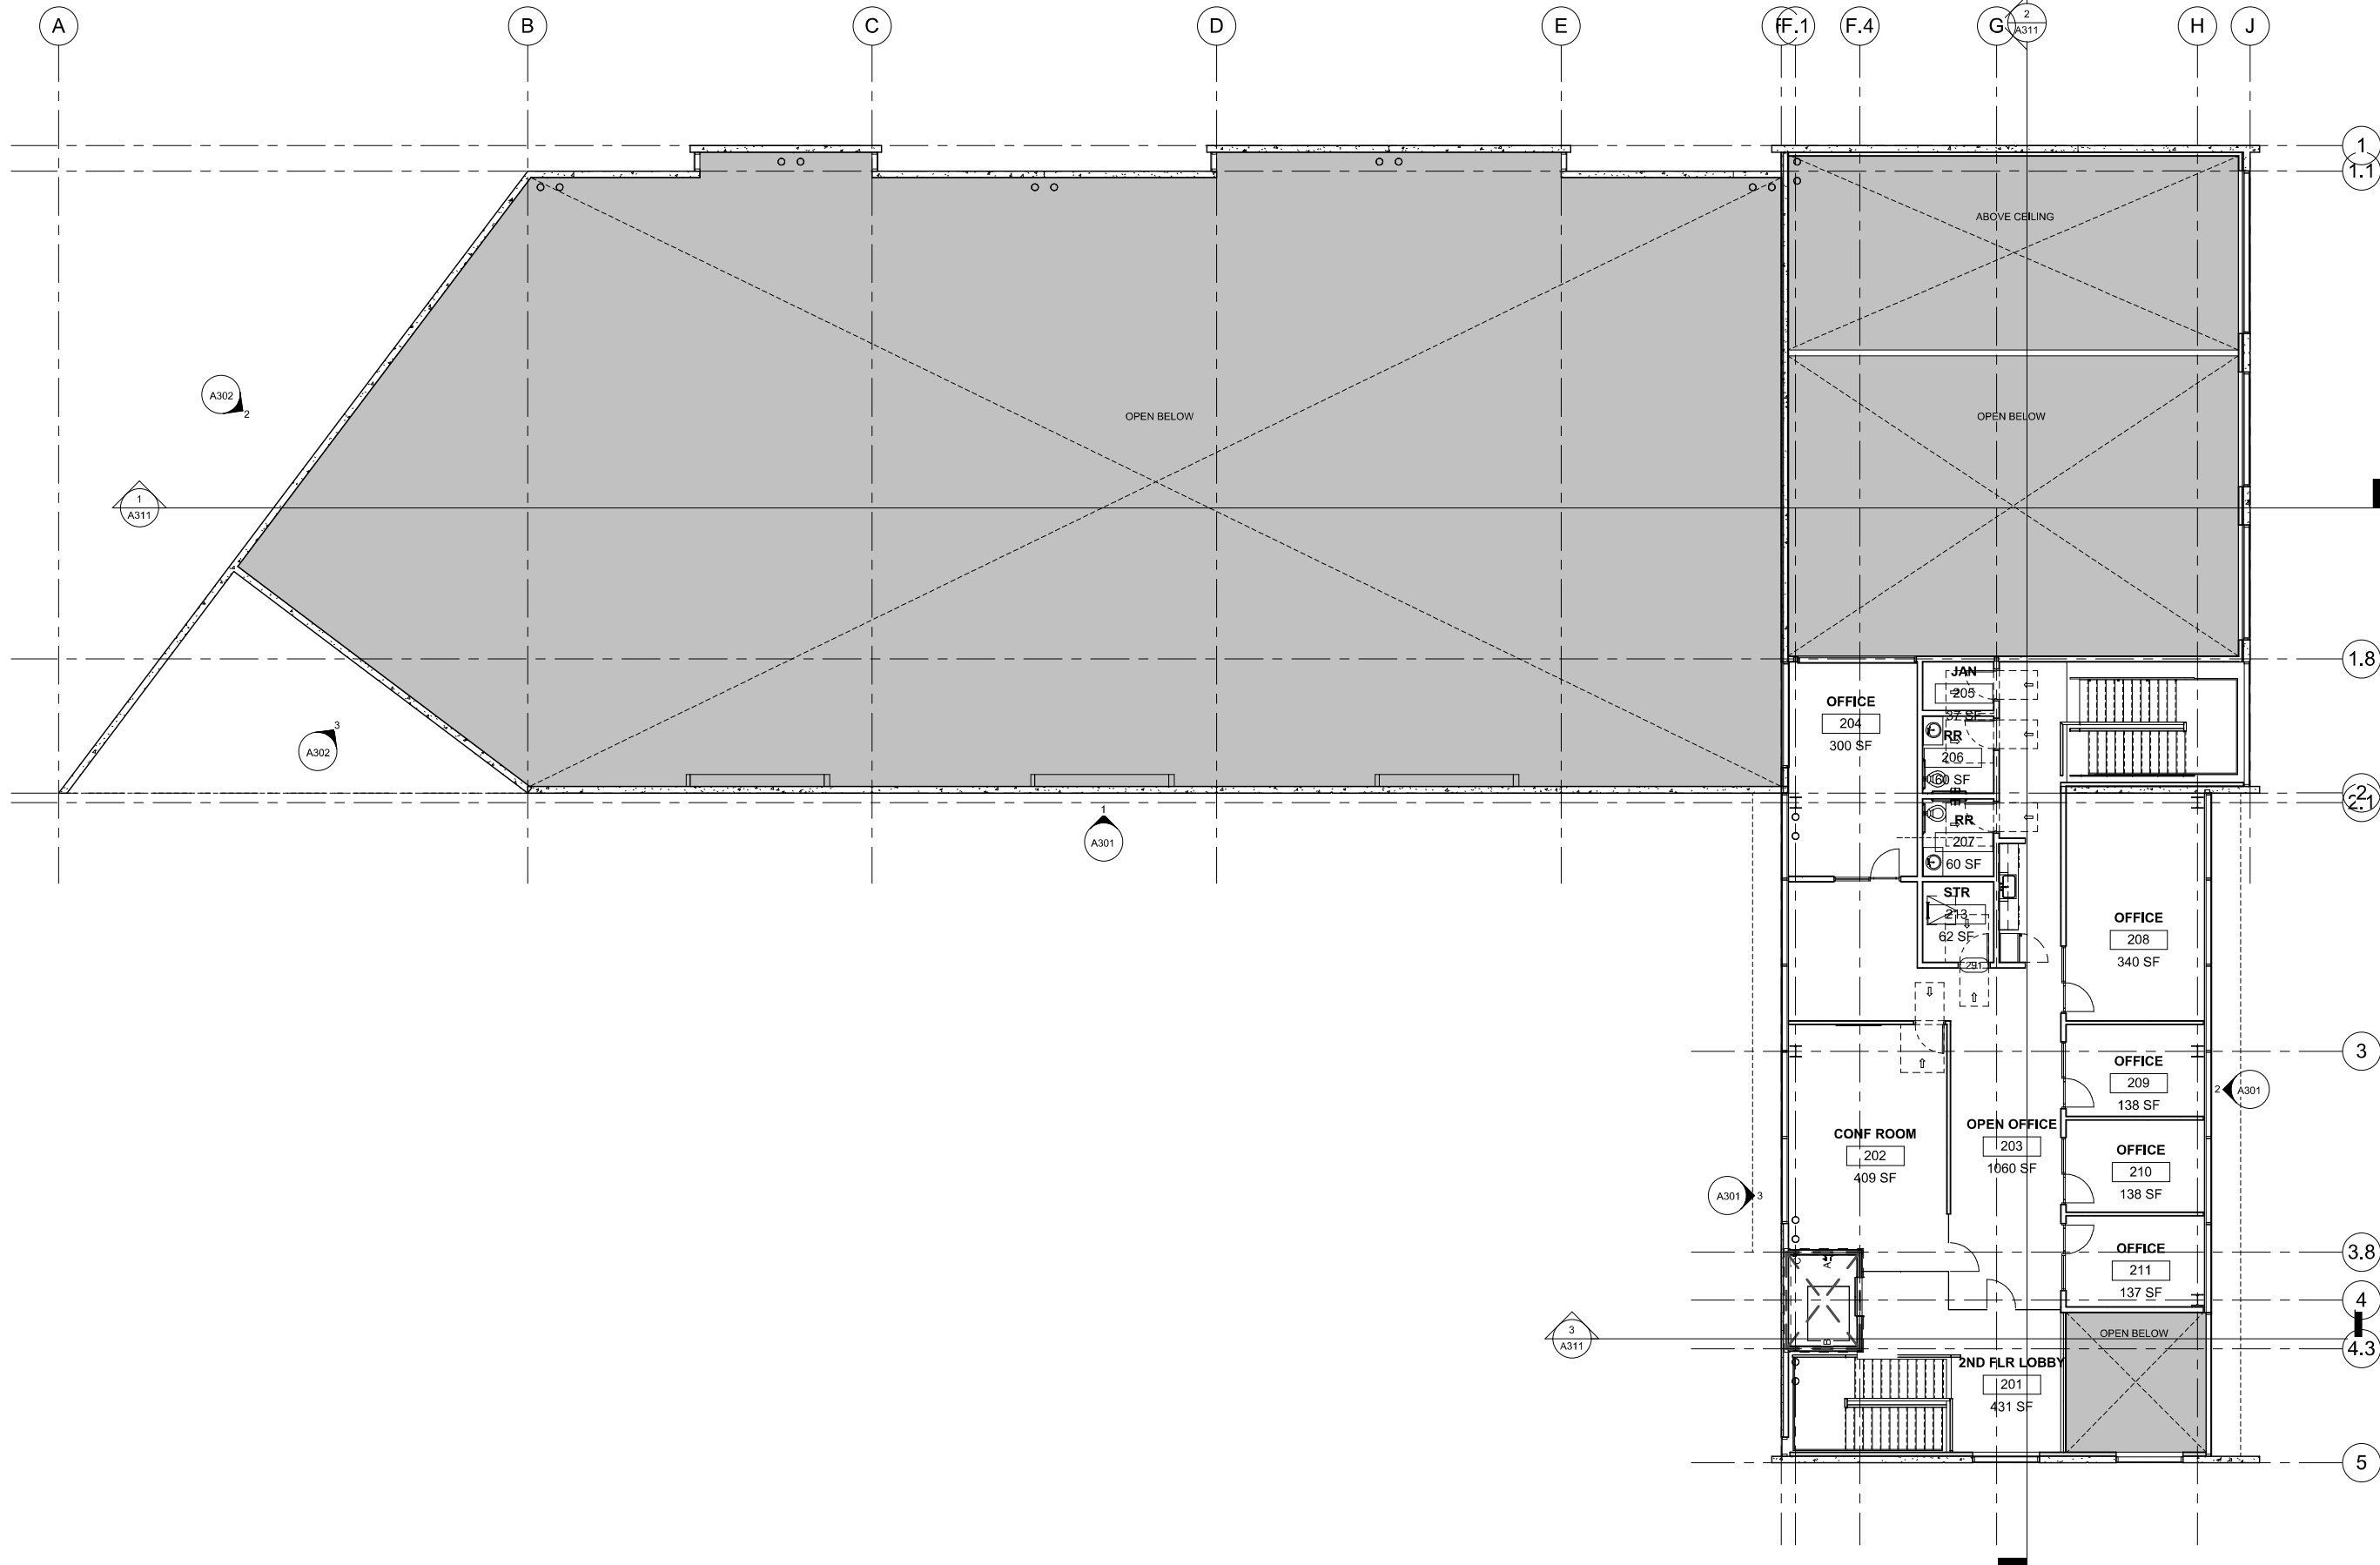 A
B
C
D
E
F
F.1
F.4
G
2
A311
H
J
1
1.1
ABOVE CEILING
A302
2
OPEN BELOW
OPEN BELOW
1
A311
1.8
JAN
205
37 SF
OFFICE
204
300 SF
RR
206
60 SF
3
A302
2
2.1
1
A301
RR
207
60 SF
STR
213
62 SF
OFFICE
208
340 SF
3
OFFICE
209
138 SF
2
A301
CONF ROOM
202
409 SF
OPEN OFFICE
203
1060 SF
OFFICE
210
138 SF
A301
3
OFFICE
211
137 SF
3.8
C
A
4
3
A311
B
OPEN BELOW
4.3
2ND FLR LOBBY
201
431 SF
5